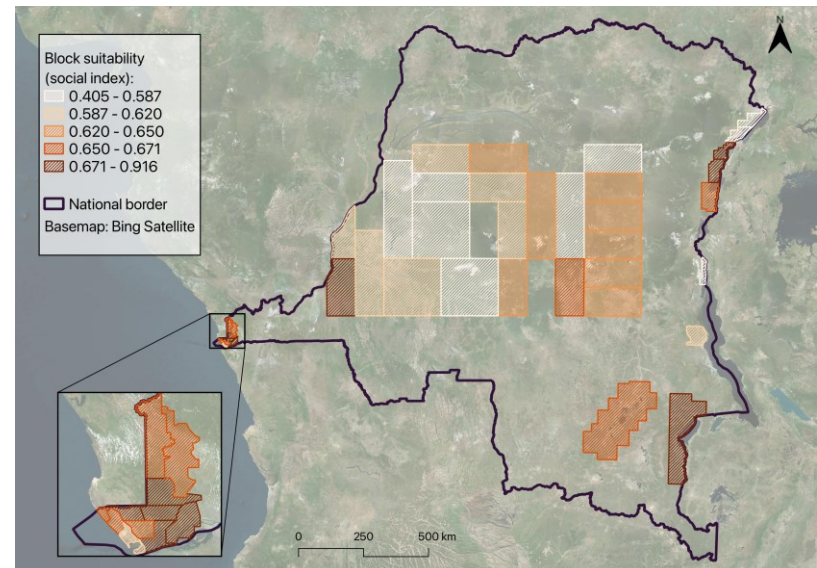 Block suitability
(social index):
0.405 - 0.587
0.587 - 0.620
0.620 - 0.650
0.650 - 0.671
0.671 - 0.916
National border
Basemap: Bing Satellite
N
0 250 500 km